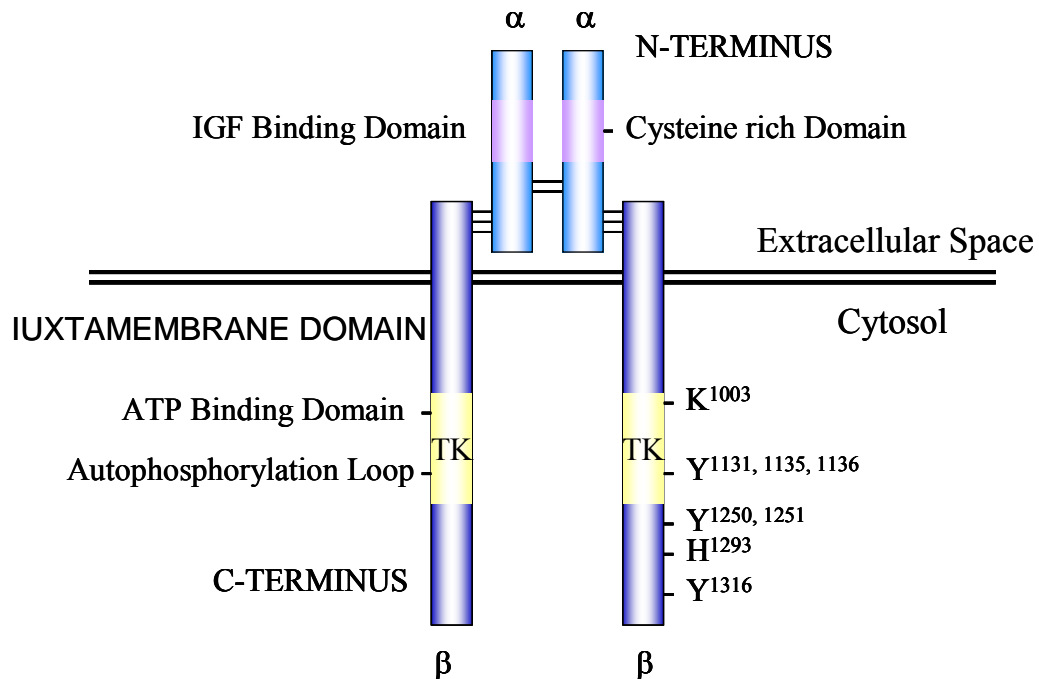 α α
N-TERMINUS
IGF Binding Domain
Cysteine rich Domain
Extracellular Space
IUXTAMEMBRANE DOMAIN
Cytosol
ATP Binding Domain
K¹⁰⁰³
TK TK
Autophosphorylation Loop
Y¹¹³¹, ¹¹³⁵, ¹¹³⁶
Y¹²⁵⁰, ¹²⁵¹
H¹²⁹³
C-TERMINUS
Y¹³¹⁶
β β